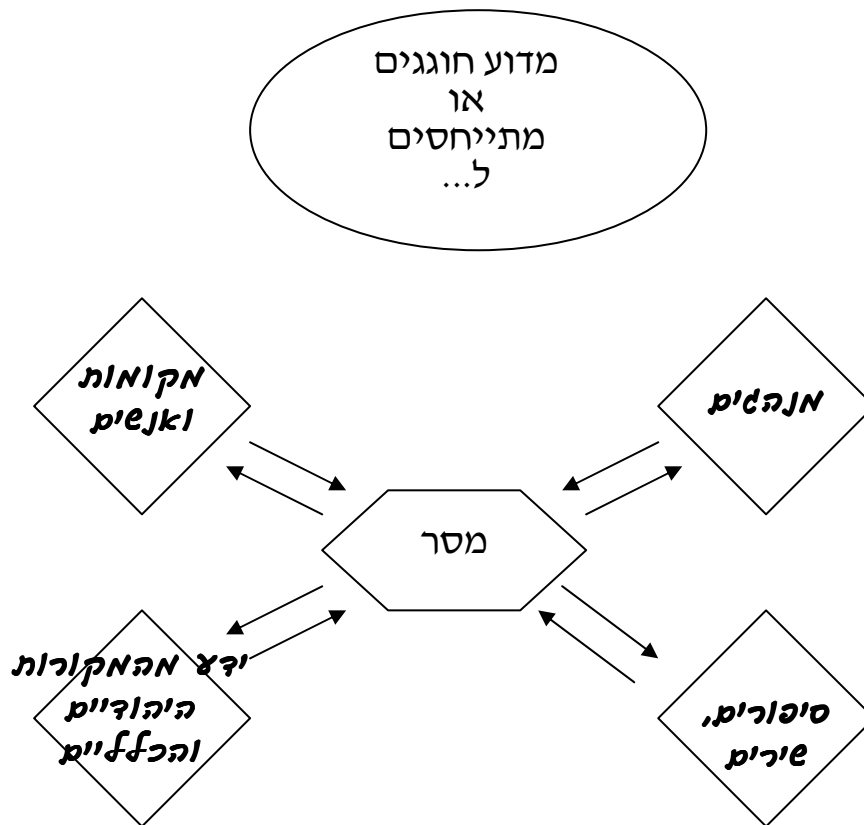 מדוע חוגגים
או
מתייחסים
ל...
מנהגים
מקומות
ואנשים
מסר
סיפורים,
שירים
ידע מהמקורות
היהודיים
והכלליים